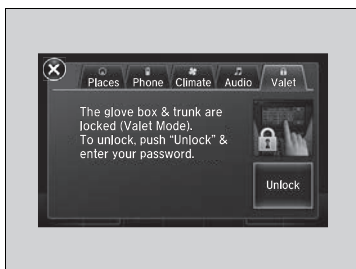 Places Phone Climate Audio Valet
The glove box & trunk are
locked (Valet Mode).
To unlock, push “Unlock” &
enter your password.
Unlock